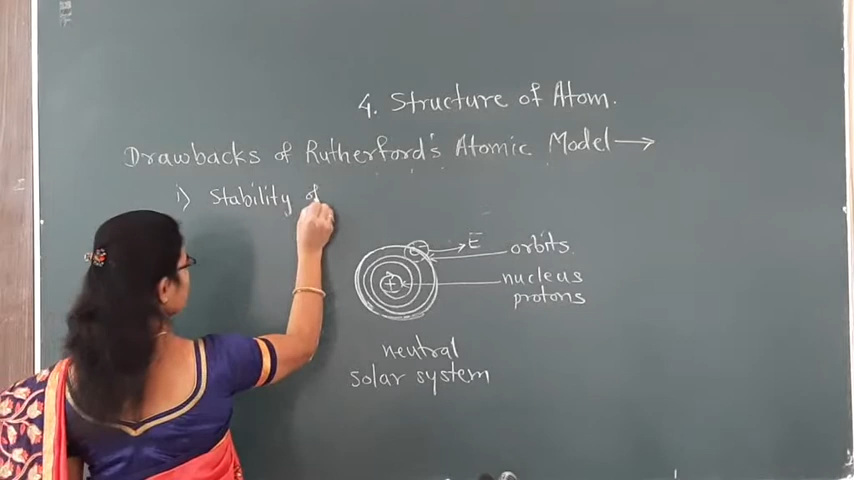 4. Structure of Atom.
Drawbacks of Rutherford's Atomic Model →
i) Stability of
E
orbits.
+
nucleus
protons
neutral
solar system